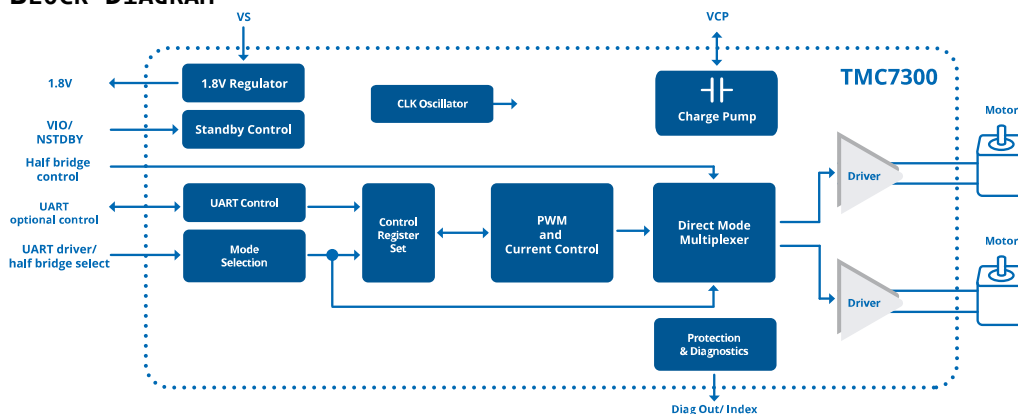 BLOCK DIAGRAM
VS
VCP
TMC7300
1.8V
1.8V Regulator
CLK Oscillator
Charge Pump
Motor
VIO/
NSTDBY
Standby Control
Half bridge
control
Driver
UART
optional control
UART Control
Control
Register
Set
PWM
and
Current Control
Direct Mode
Multiplexer
UART driver/
half bridge select
Mode
Selection
Motor
Driver
Protection
& Diagnostics
Diag Out/ Index